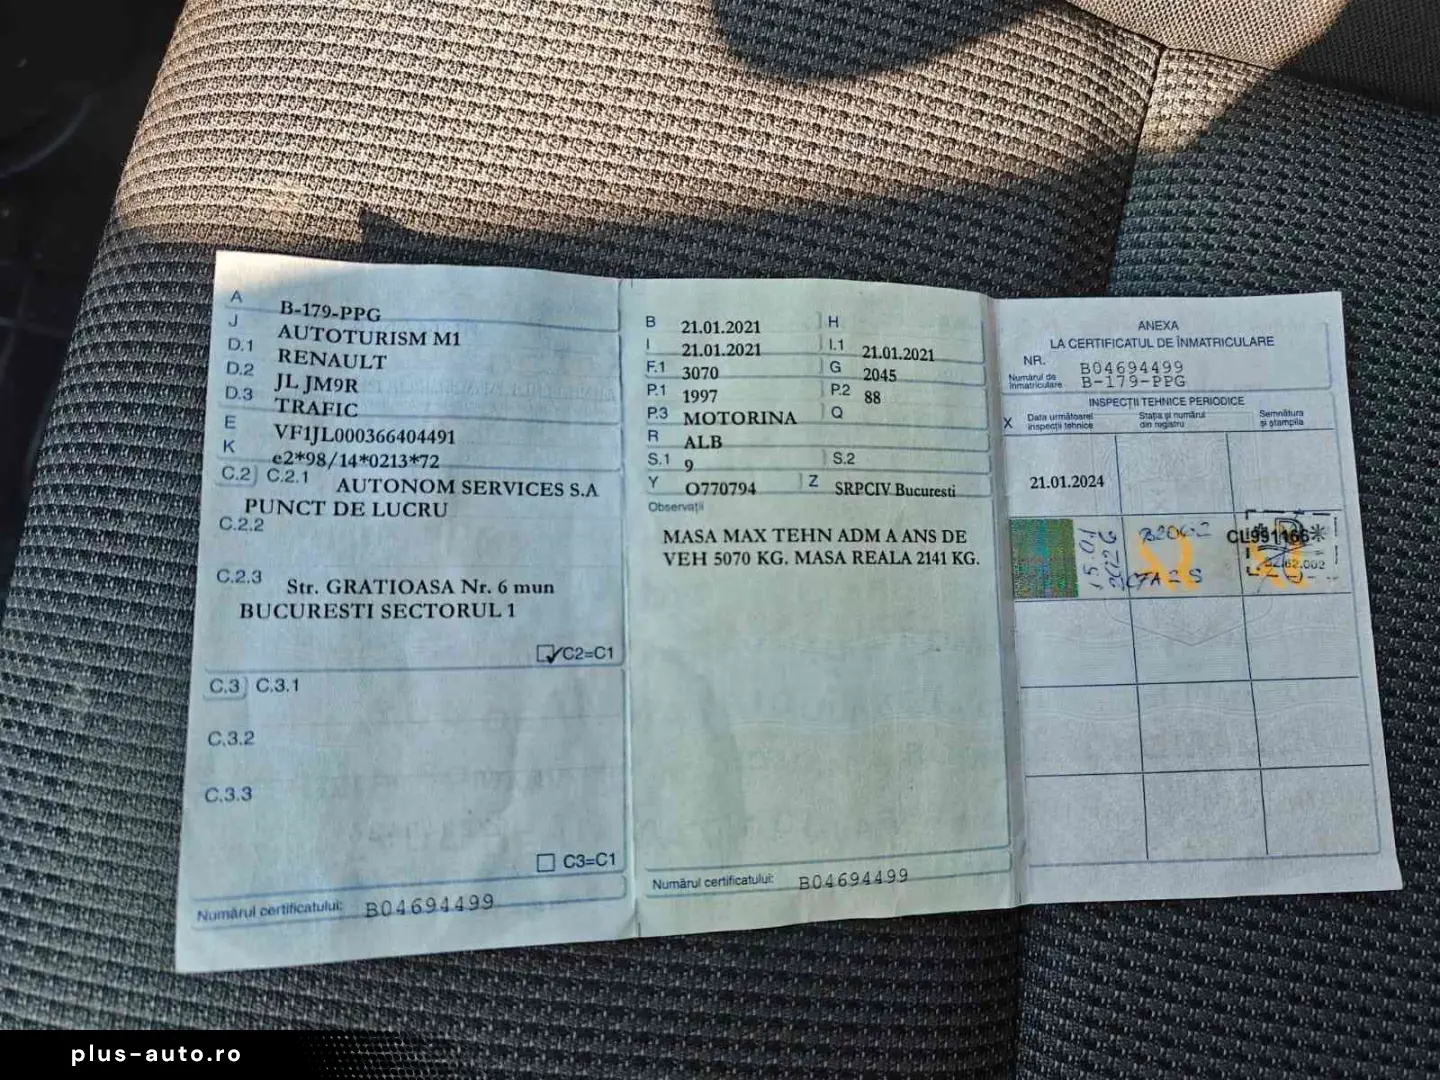 A B-179-PPG
J AUTOTURISM M1
D.1 RENAULT
D.2 JL JM9R
D.3 TRAFIC
E VF1JL000366404491
K e2*98/14*0213*72
C.2 C.2.1 AUTONOM SERVICES S.A
PUNCT DE LUCRU
C.2.2
C.2.3 Str. GRATIOASA Nr. 6 mun
BUCURESTI SECTORUL 1
C2=C1
C.3 C.3.1
C.3.2
C.3.3
C3=C1
Numărul certificatului: B04694499
B 21.01.2021 H
I 21.01.2021 I.1 21.01.2021
F.1 3070 G 2045
P.1 1997 P.2 88
P.3 MOTORINA Q
R ALB
S.1 9 S.2
Y O770794 Z SRPCIV Bucuresti
Observații
MASA MAX TEHN ADM A ANS DE
VEH 5070 KG. MASA REALA 2141 KG.
Numărul certificatului: B04694499
ANEXA
LA CERTIFICATUL DE ÎNMATRICULARE
NR. B04694499
Numărul de înmatriculare B-179-PPG
INSPECȚII TEHNICE PERIODICE
X Data următoarei inspecții tehnice
Stația și numărul din registru
Semnătura și ștampila
21.01.2024
15.01
2026
CL991166*
plus-auto.ro